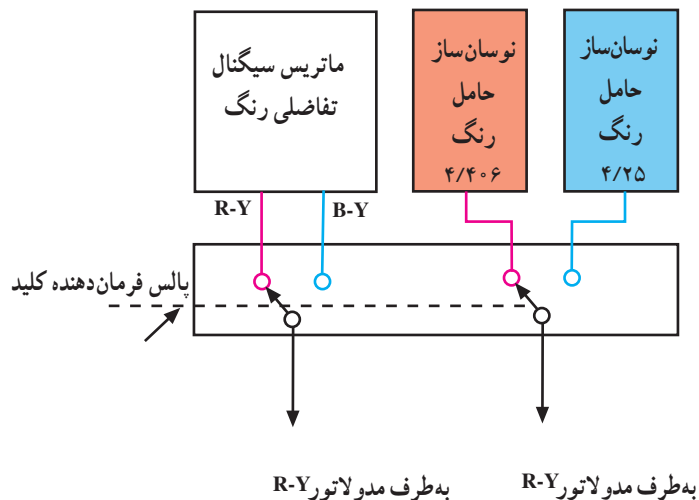 نوسان‌ساز
حامل
رنگ
۴/۲۵
نوسان‌ساز
حامل
رنگ
۴/۴۰۶
ماتریس سیگنال
تفاضلی رنگ
R-Y
B-Y
پالس فرمان‌دهنده کلید
به‌طرف مدولاتور R-Y
به‌طرف مدولاتور R-Y